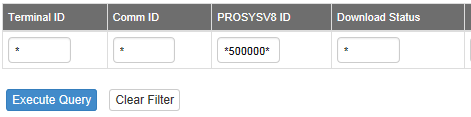 Terminal ID Comm ID PROSYSV8 ID Download Status
* * *500000* *
Execute Query Clear Filter